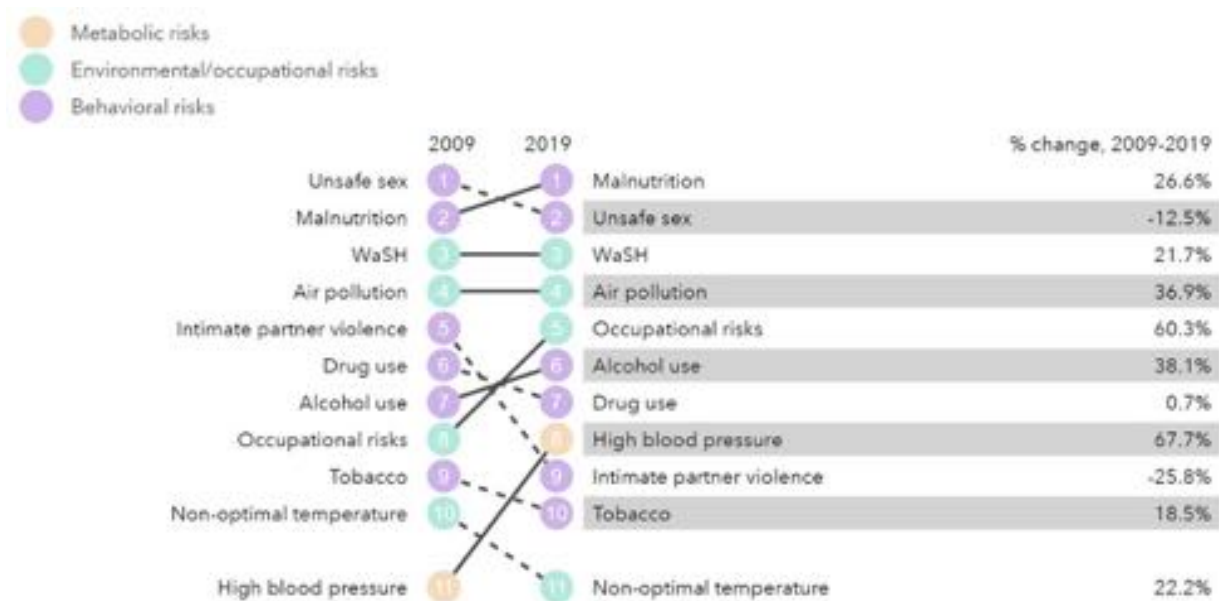 Metabolic risks
Environmental/occupational risks
Behavioral risks
2009 2019 % change, 2009-2019
Unsafe sex 1 1 Malnutrition 26.6%
Malnutrition 2 2 Unsafe sex -12.5%
WaSH 3 3 WaSH 21.7%
Air pollution 4 4 Air pollution 36.9%
Intimate partner violence 5 5 Occupational risks 60.3%
Drug use 6 6 Alcohol use 38.1%
Alcohol use 7 7 Drug use 0.7%
Occupational risks 8 8 High blood pressure 67.7%
Tobacco 9 9 Intimate partner violence -25.8%
Non-optimal temperature 10 10 Tobacco 18.5%
High blood pressure 11 11 Non-optimal temperature 22.2%